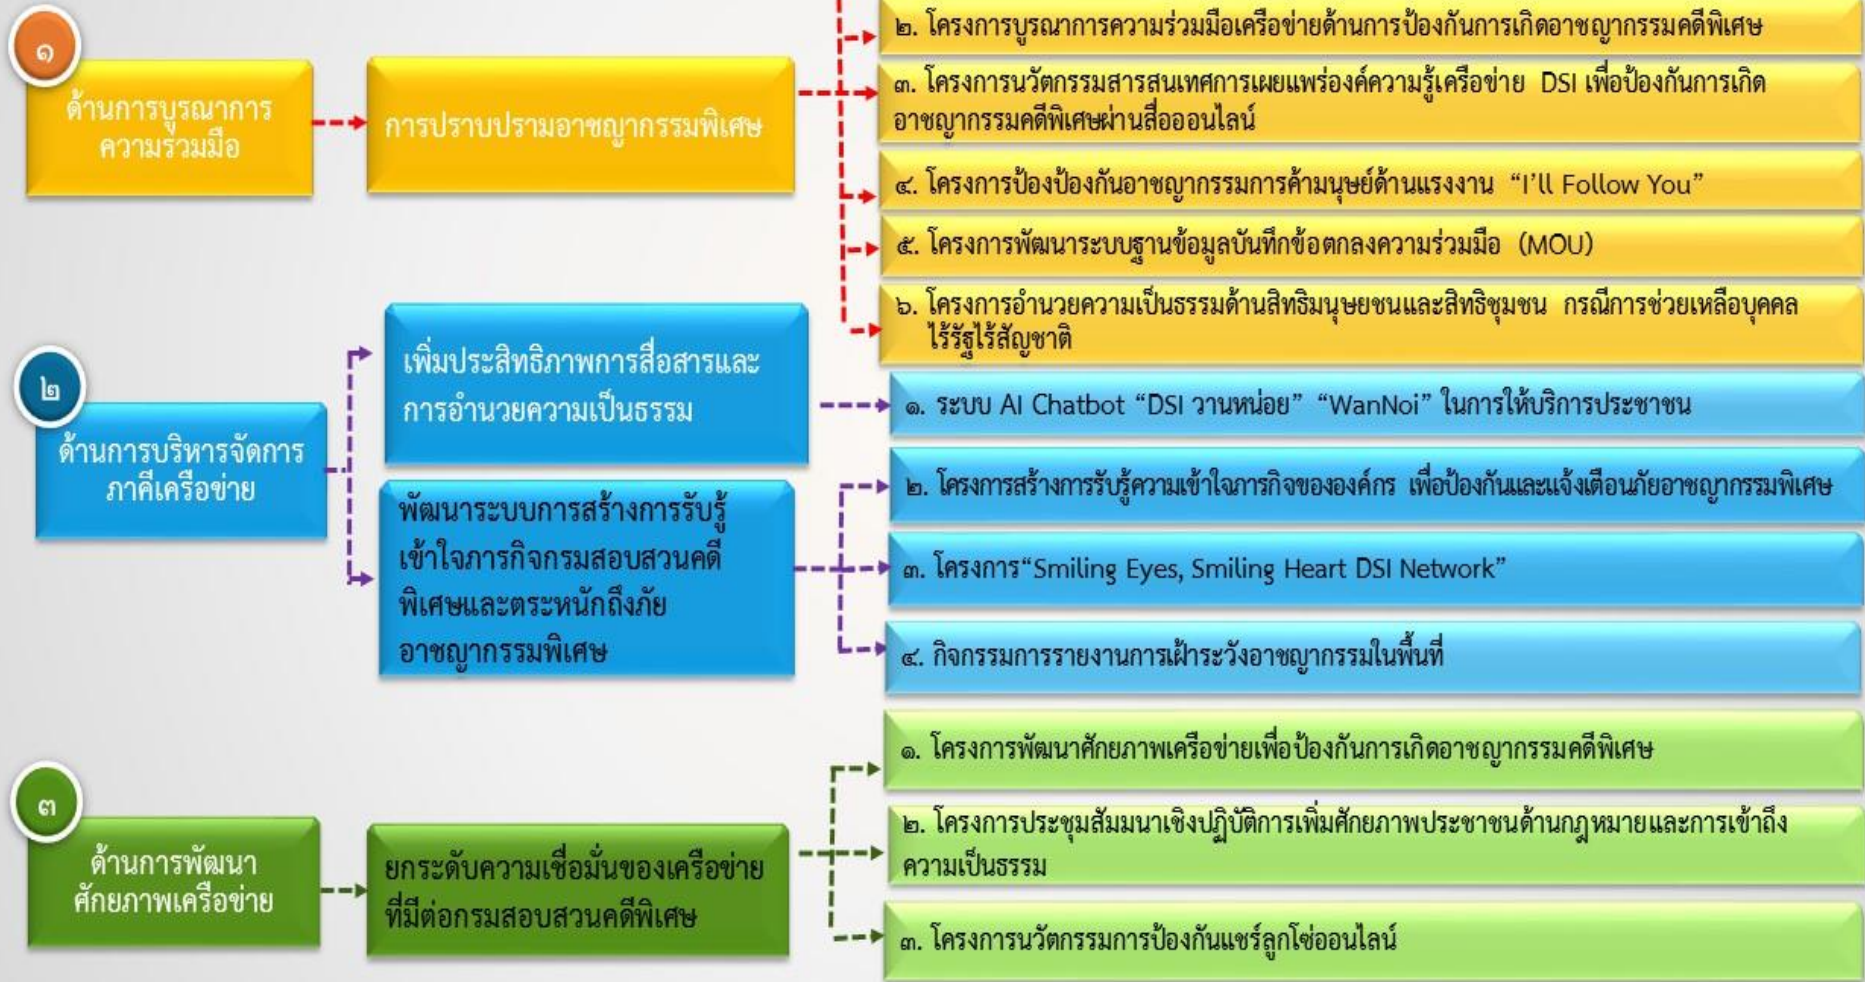 ๑
ด้านการบูรณาการ
ความร่วมมือ
การปราบปรามอาชญากรรมพิเศษ
๒. โครงการบูรณาการความร่วมมือเครือข่ายด้านการป้องกันการเกิดอาชญากรรมคดีพิเศษ
๓. โครงการนวัตกรรมสารสนเทศการเผยแพร่องค์ความรู้เครือข่าย DSI เพื่อป้องกันการเกิด
อาชญากรรมคดีพิเศษผ่านสื่อออนไลน์
๔. โครงการป้องป้องกันอาชญากรรมการค้ามนุษย์ด้านแรงงาน “I’ll Follow You”
๕. โครงการพัฒนาระบบฐานข้อมูลบันทึกข้อตกลงความร่วมมือ (MOU)
๖. โครงการอำนวยความเป็นธรรมด้านสิทธิมนุษยชนและสิทธิชุมชน กรณีการช่วยเหลือบุคคล
ไร้รัฐไร้สัญชาติ
๒
ด้านการบริหารจัดการ
ภาคีเครือข่าย
เพิ่มประสิทธิภาพการสื่อสารและ
การอำนวยความเป็นธรรม
๑. ระบบ AI Chatbot “DSI วานหน่อย” “WanNoi” ในการให้บริการประชาชน
พัฒนาระบบการสร้างการรับรู้
เข้าใจภารกิจกรมสอบสวนคดี
พิเศษและตระหนักถึงภัย
อาชญากรรมพิเศษ
๒. โครงการสร้างการรับรู้ความเข้าใจภารกิจขององค์กร เพื่อป้องกันและแจ้งเตือนภัยอาชญากรรมพิเศษ
๓. โครงการ“Smiling Eyes, Smiling Heart DSI Network”
๔. กิจกรรมการรายงานการเฝ้าระวังอาชญากรรมในพื้นที่
๓
ด้านการพัฒนา
ศักยภาพเครือข่าย
ยกระดับความเชื่อมั่นของเครือข่าย
ที่มีต่อกรมสอบสวนคดีพิเศษ
๑. โครงการพัฒนาศักยภาพเครือข่ายเพื่อป้องกันการเกิดอาชญากรรมคดีพิเศษ
๒. โครงการประชุมสัมมนาเชิงปฏิบัติการเพิ่มศักยภาพประชาชนด้านกฎหมายและการเข้าถึง
ความเป็นธรรม
๓. โครงการนวัตกรรมการป้องกันแชร์ลูกโซ่ออนไลน์